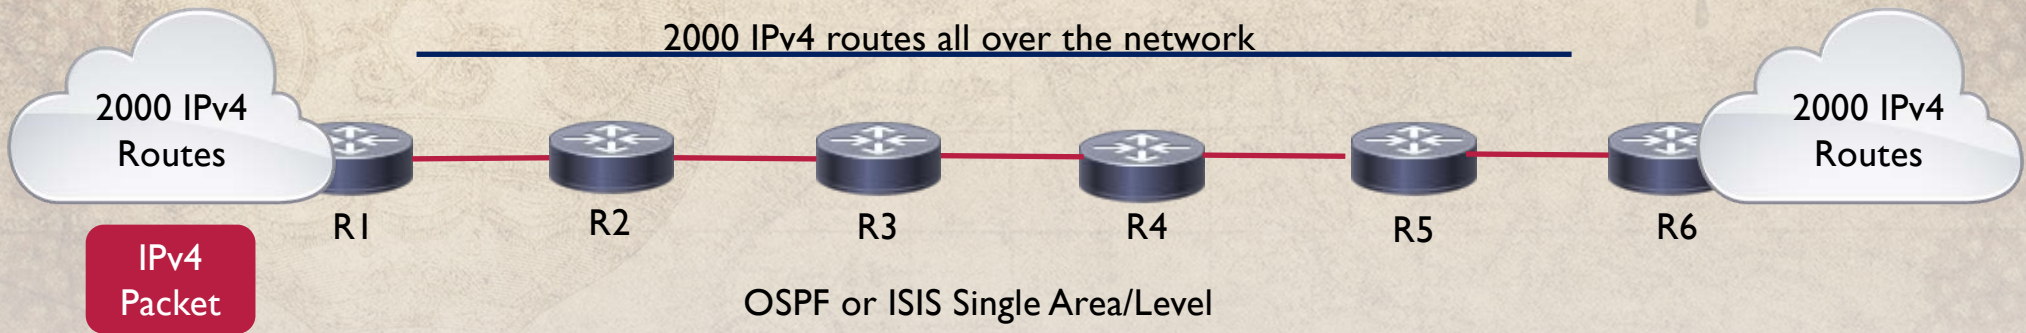 2000 IPv4 routes all over the network
2000 IPv4
Routes
2000 IPv4
Routes
R1
R2
R3
R4
R5
R6
IPv4
Packet
OSPF or ISIS Single Area/Level